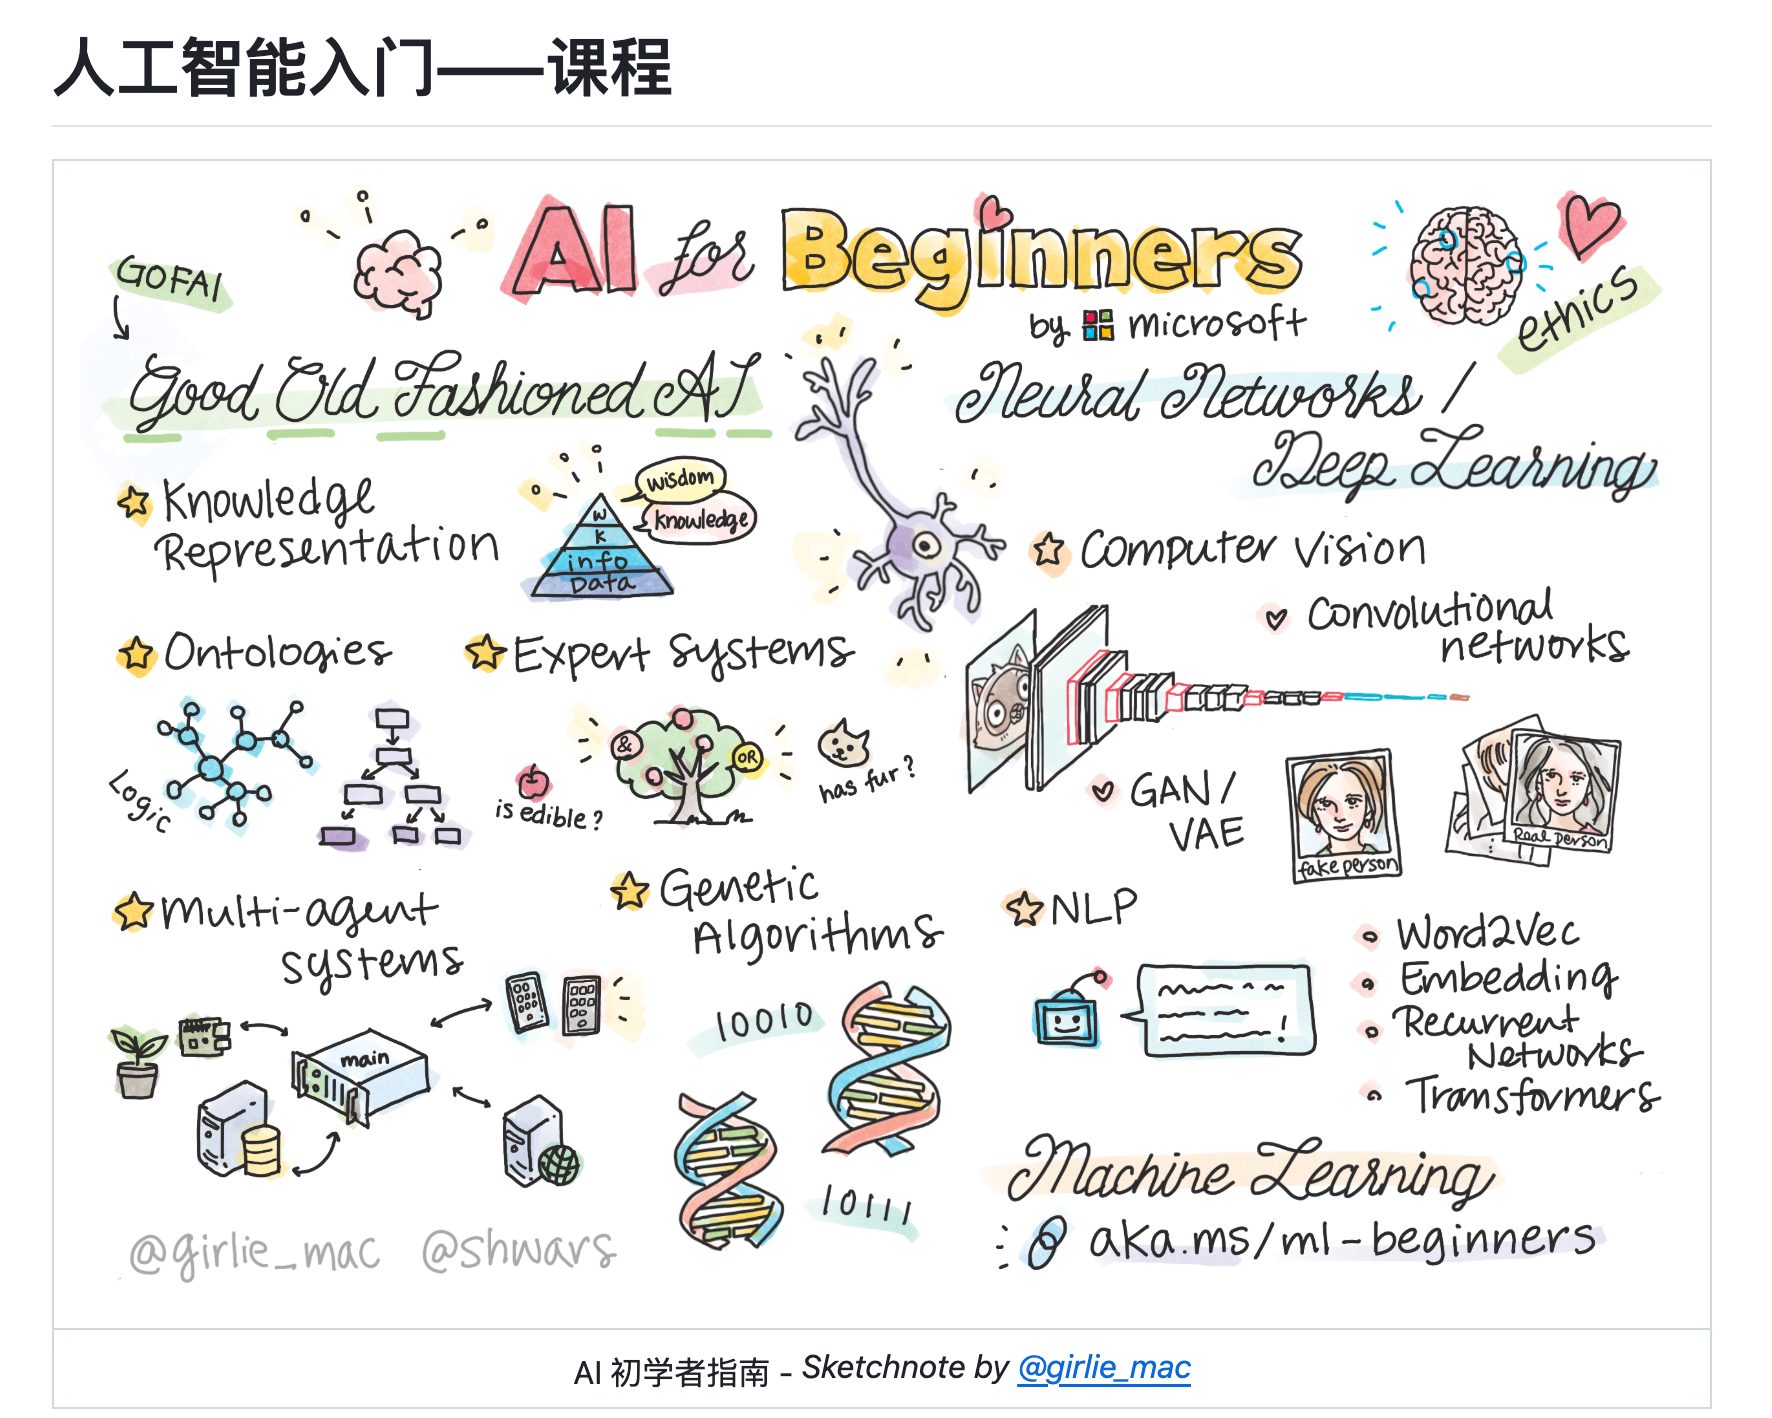 人工智能入门——课程
AI for Beginners
by microsoft
GOFAI
ethics
Good Old Fashioned AI
Neural Networks /
Deep Learning
Knowledge
Representation
wisdom
knowledge
W
K
info
Data
Ontologies
Logic
Expert Systems
&
OR
is edible?
has fur?
Multi-agent
systems
main
Genetic
Algorithms
10010
10111
Computer Vision
Convolutional
networks
GAN/
VAE
fake person
Real person
NLP
!
Word2Vec
Embedding
Recurrent
Networks
Transformers
Machine Learning
aka.ms/ml-beginners
@girlie_mac @shwars
AI 初学者指南 - Sketchnote by @girlie_mac